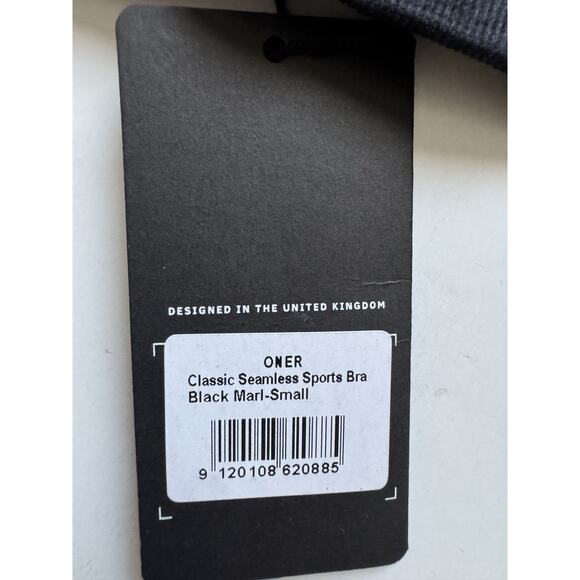 DESIGNED IN THE UNITED KINGDOM
ONER
Classic Seamless Sports Bra
Black Marl-Small
9 120108 620885